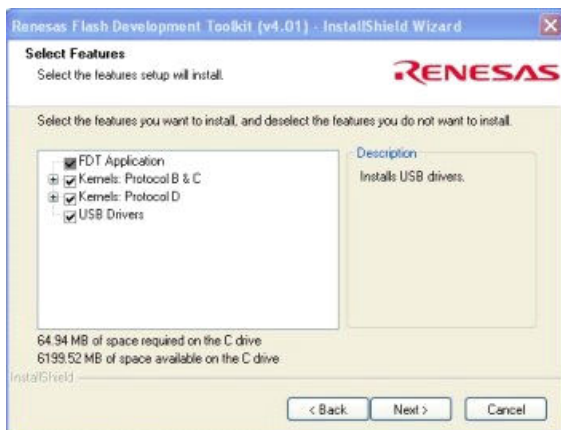 Renesas Flash Development Toolkit (v4.01) - InstallShield Wizard
Select Features
Select the features setup will install.
RENESAS
Select the features you want to install, and deselect the features you do not want to install.
FDT Application
Kernels: Protocol B & C
Kernels: Protocol D
USB Drivers
Description
Installs USB drivers.
64.94 MB of space required on the C drive
6199.52 MB of space available on the C drive
InstallShield
< Back
Next >
Cancel